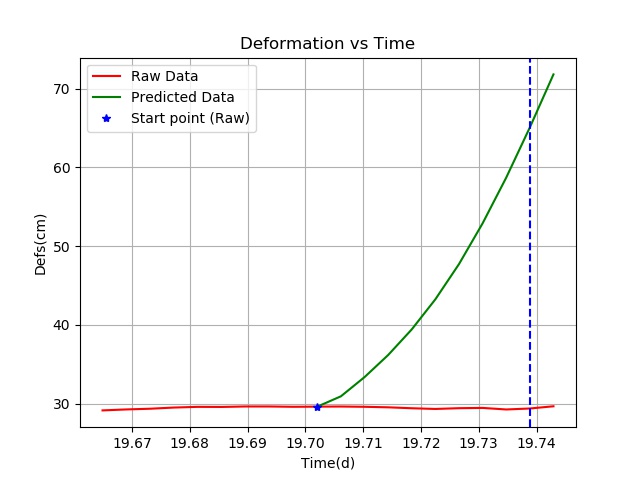 Deformation vs Time
Raw Data
Predicted Data
Start point (Raw)
70
60
50
40
30
Defs(cm)
19.67 19.68 19.69 19.70 19.71 19.72 19.73 19.74
Time(d)